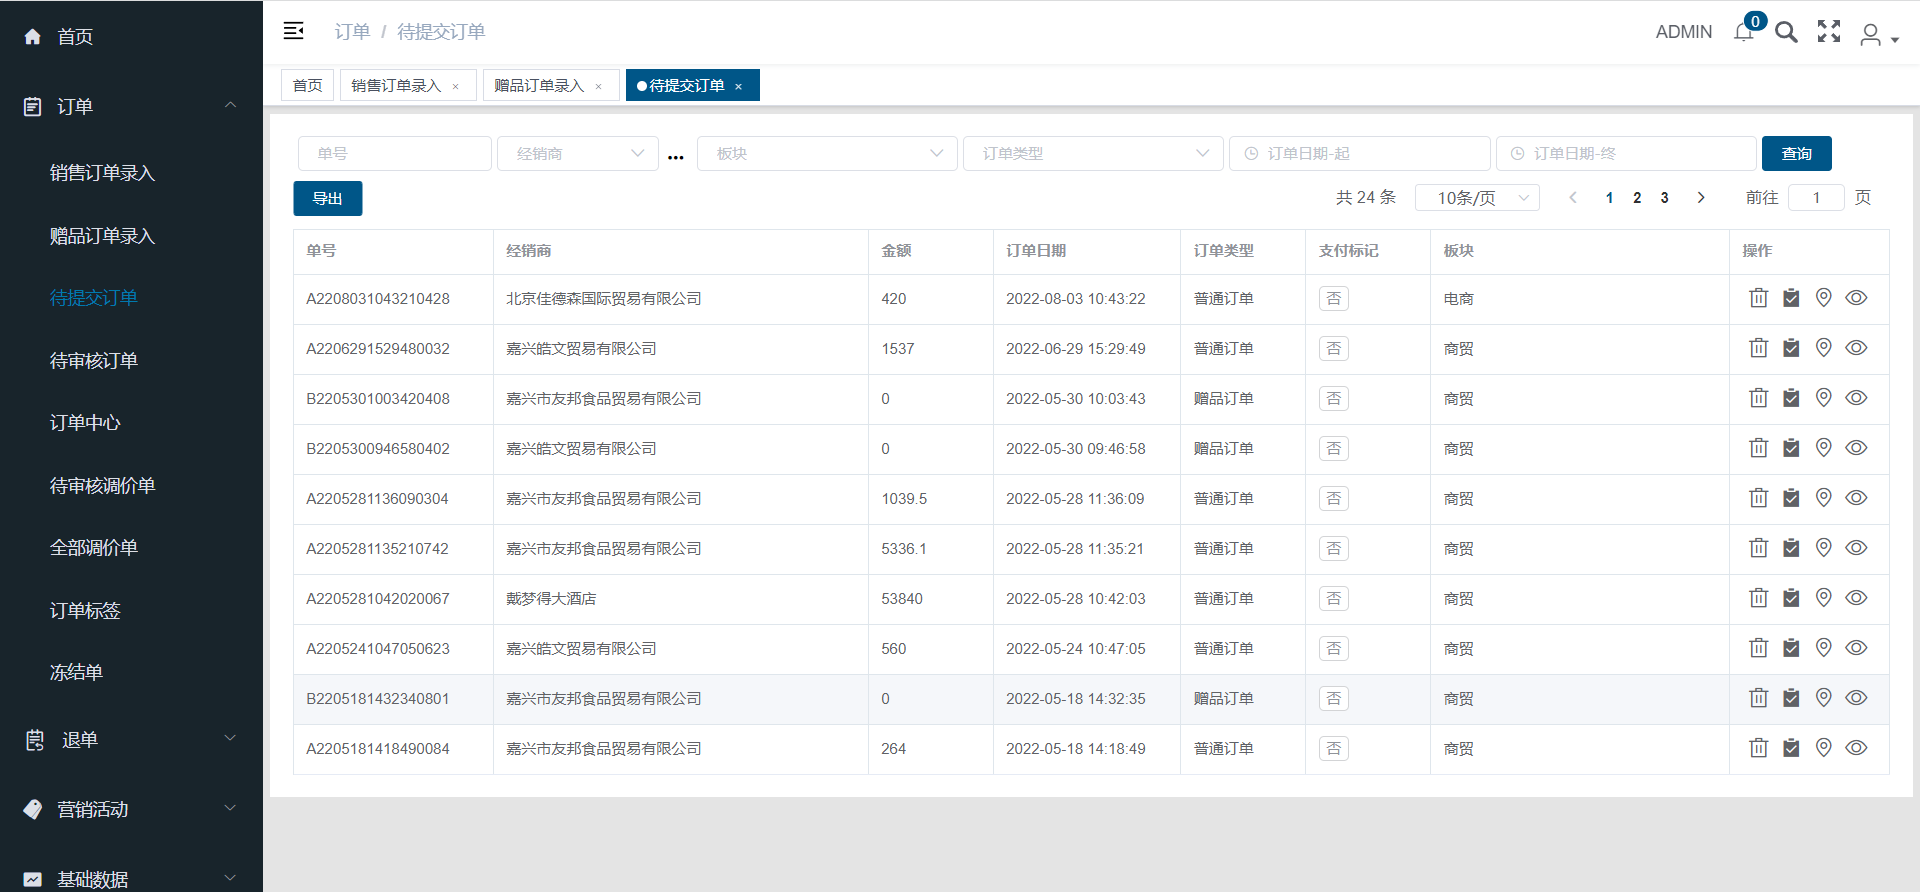 首页
订单
销售订单录入
赠品订单录入
待提交订单
待审核订单
订单中心
待审核调价单
全部调价单
订单标签
冻结单
退单
营销活动
基础数据
订单 / 待提交订单
ADMIN 0
首页 销售订单录入 × 赠品订单录入 × 待提交订单 ×
单号 经销商 ... 板块 订单类型 订单日期-起 订单日期-终 查询
导出 共 24 条 10条/页 < 1 2 3 > 前往 1 页
单号 经销商 金额 订单日期 订单类型 支付标记 板块 操作
A2208031043210428 北京佳德森国际贸易有限公司 420 2022-08-03 10:43:22 普通订单 否 电商
A2206291529480032 嘉兴皓文贸易有限公司 1537 2022-06-29 15:29:49 普通订单 否 商贸
B2205301003420408 嘉兴市友邦食品贸易有限公司 0 2022-05-30 10:03:43 赠品订单 否 商贸
B2205300946580402 嘉兴皓文贸易有限公司 0 2022-05-30 09:46:58 赠品订单 否 商贸
A2205281136090304 嘉兴市友邦食品贸易有限公司 1039.5 2022-05-28 11:36:09 普通订单 否 商贸
A2205281135210742 嘉兴市友邦食品贸易有限公司 5336.1 2022-05-28 11:35:21 普通订单 否 商贸
A2205281042020067 戴梦得大酒店 53840 2022-05-28 10:42:03 普通订单 否 商贸
A2205241047050623 嘉兴皓文贸易有限公司 560 2022-05-24 10:47:05 普通订单 否 商贸
B2205181432340801 嘉兴市友邦食品贸易有限公司 0 2022-05-18 14:32:35 赠品订单 否 商贸
A2205181418490084 嘉兴市友邦食品贸易有限公司 264 2022-05-18 14:18:49 普通订单 否 商贸